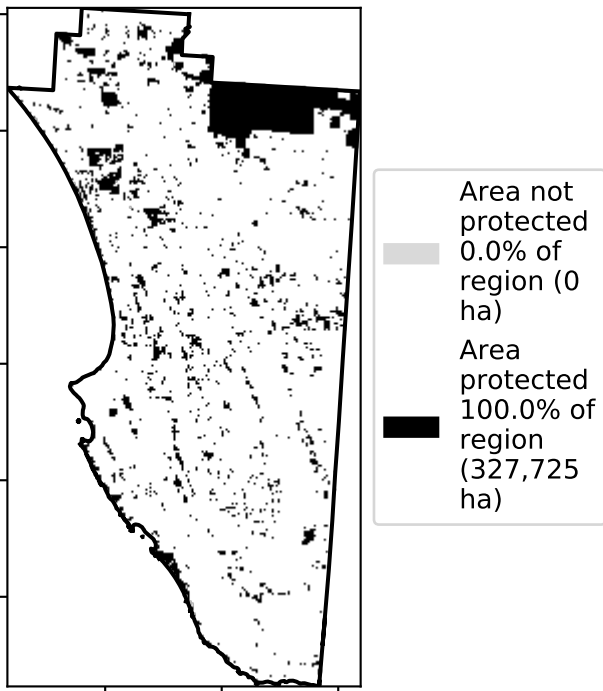 Area not
protected
0.0% of
region (0
ha)
Area
protected
100.0% of
region
(327,725
ha)